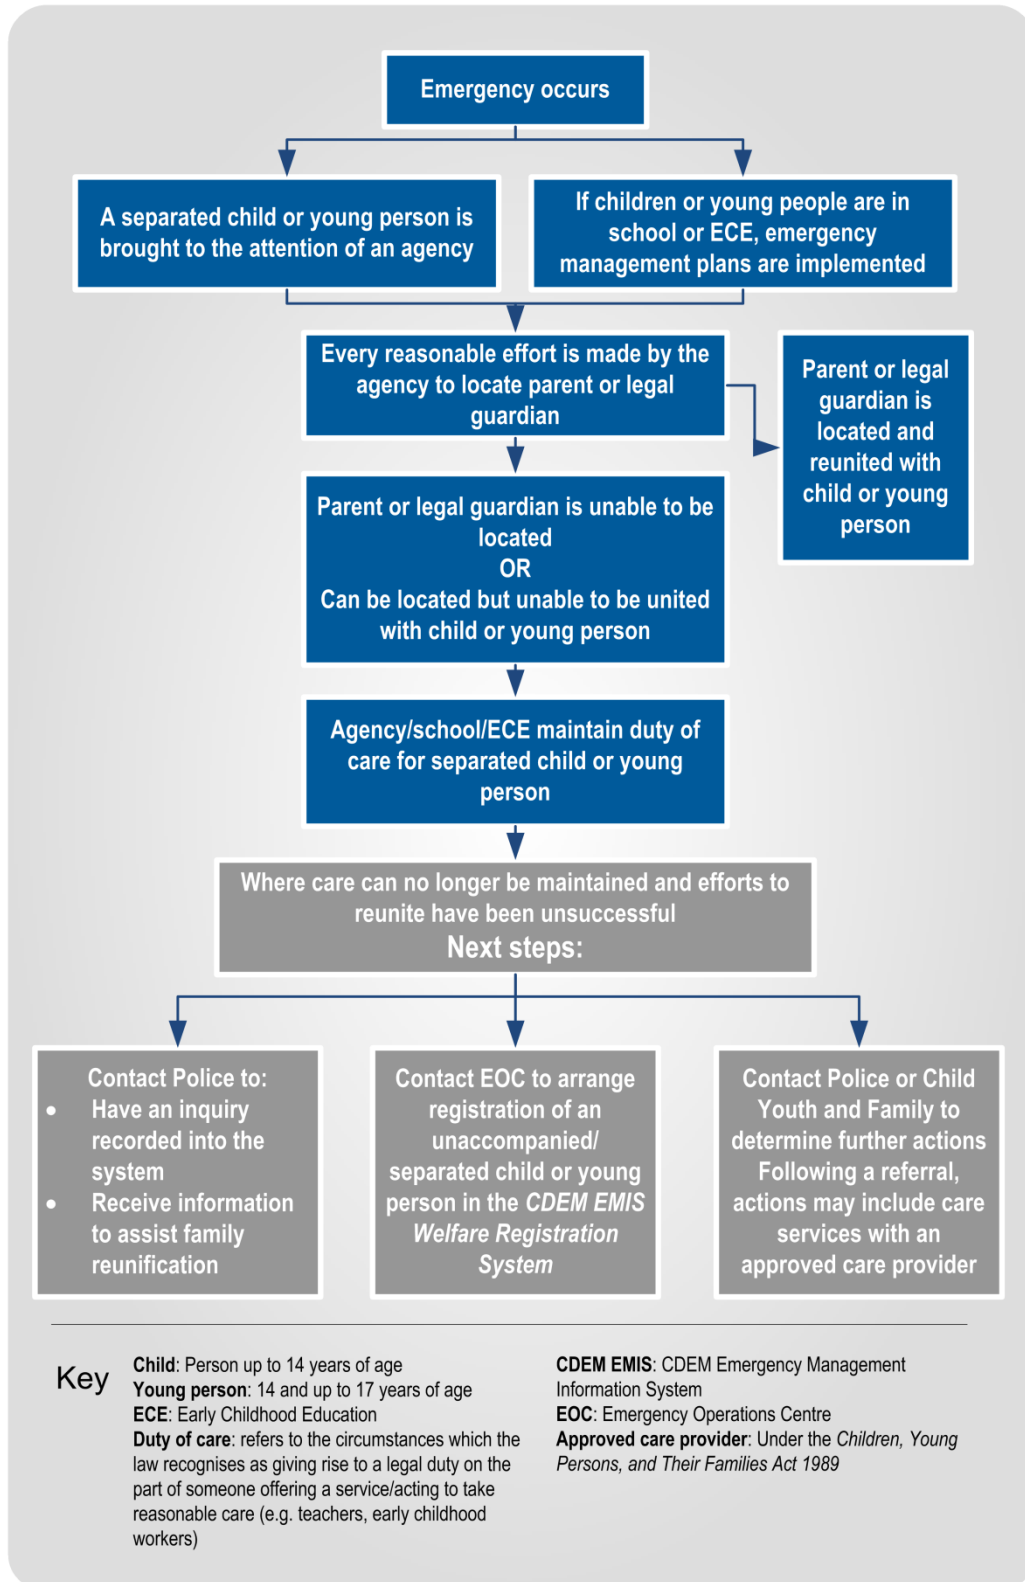 Emergency occurs
A separated child or young person is
brought to the attention of an agency
If children or young people are in
school or ECE, emergency
management plans are implemented
Every reasonable effort is made by the
agency to locate parent or legal
guardian
Parent or legal
guardian is
located and
reunited with
child or young
person
Parent or legal guardian is unable to be
located
OR
Can be located but unable to be united
with child or young person
Agency/school/ECE maintain duty of
care for separated child or young
person
Where care can no longer be maintained and efforts to
reunite have been unsuccessful
Next steps:
Contact Police to:
• Have an inquiry
recorded into the
system
• Receive information
to assist family
reunification
Contact EOC to arrange
registration of an
unaccompanied/
separated child or young
person in the CDEM EMIS
Welfare Registration
System
Contact Police or Child
Youth and Family to
determine further actions
Following a referral,
actions may include care
services with an
approved care provider
Key
Child: Person up to 14 years of age
Young person: 14 and up to 17 years of age
ECE: Early Childhood Education
Duty of care: refers to the circumstances which the
law recognises as giving rise to a legal duty on the
part of someone offering a service/acting to take
reasonable care (e.g. teachers, early childhood
workers)
CDEM EMIS: CDEM Emergency Management
Information System
EOC: Emergency Operations Centre
Approved care provider: Under the Children, Young
Persons, and Their Families Act 1989